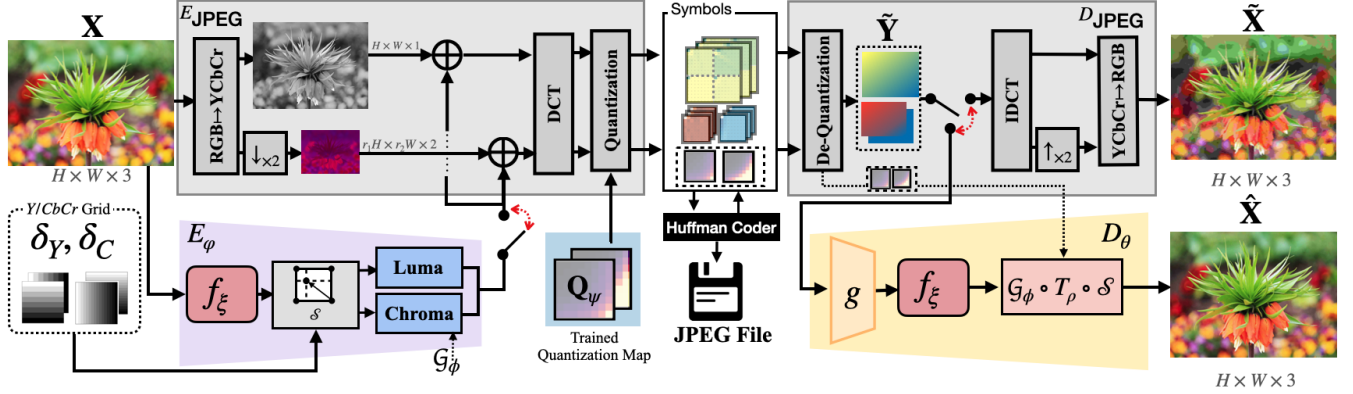 X
H × W × 3
Y/CbCr Grid
δ_Y, δ_C
E_JPEG
RGB↦YCbCr
↓×2
H × W × 1
r₁H × r₂W × 2
DCT
Quantization
E_φ
f_ξ
𝒮
Luma
Chroma
𝒢_ϕ
Q_ψ
Trained
Quantization Map
Symbols
Huffman Coder
JPEG File
D_JPEG
De-Quantization
Ỹ
IDCT
↑×2
YCbCr↦RGB
X̃
H × W × 3
D_θ
g
f_ξ
𝒢_ϕ ∘ T_ρ ∘ 𝒮
X̂
H × W × 3